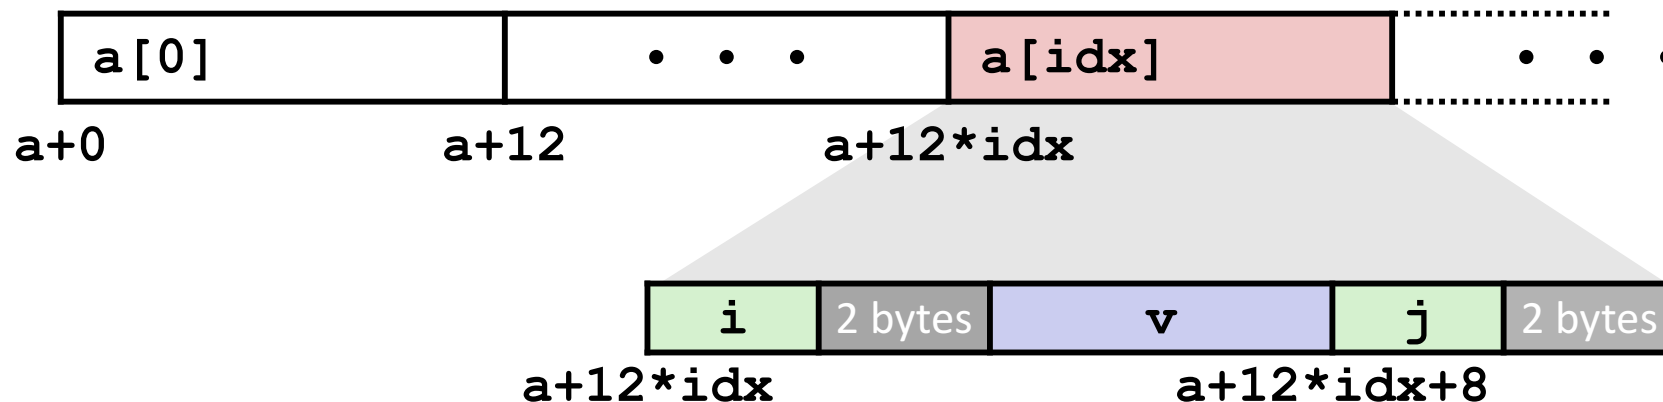 a[0] • • • a[idx] • • •
a+0 a+12 a+12*idx
i 2 bytes v j 2 bytes
a+12*idx a+12*idx+8